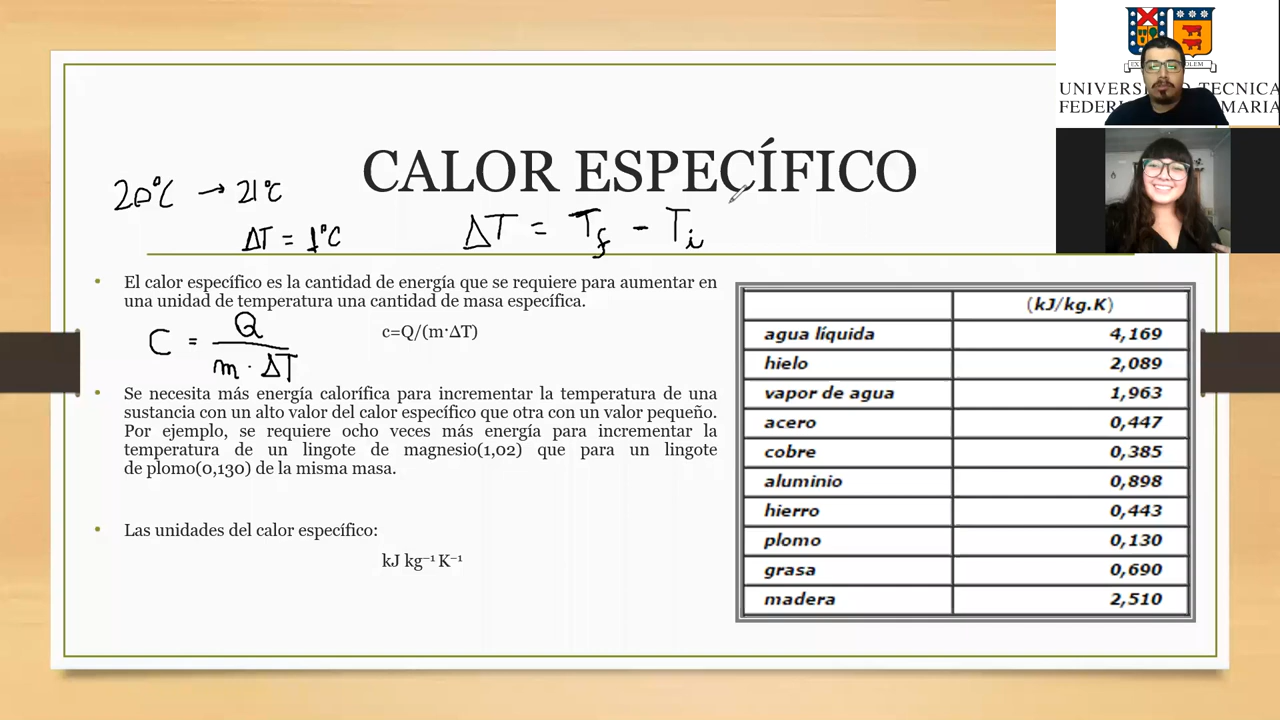 CALOR ESPECÍFICO
20°C → 21°C
ΔT = 1°C
ΔT = Tf - Ti
• El calor específico es la cantidad de energía que se requiere para aumentar en
una unidad de temperatura una cantidad de masa específica.
c=Q/(m·ΔT)
C = Q / m · ΔT
• Se necesita más energía calorífica para incrementar la temperatura de una
sustancia con un alto valor del calor específico que otra con un valor pequeño.
Por ejemplo, se requiere ocho veces más energía para incrementar la
temperatura de un lingote de magnesio(1,02) que para un lingote
de plomo(0,130) de la misma masa.
• Las unidades del calor específico:
kJ kg⁻¹ K⁻¹
(kJ/kg.K)
agua líquida 4,169
hielo 2,089
vapor de agua 1,963
acero 0,447
cobre 0,385
aluminio 0,898
hierro 0,443
plomo 0,130
grasa 0,690
madera 2,510
TECNICA
MARIA